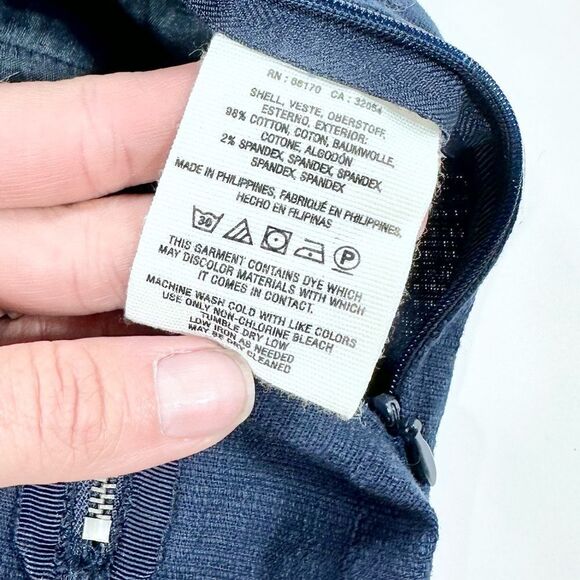 RN : 66170 CA : 32054
SHELL, VESTE, OBERSTOFF,
ESTERNO, EXTERIOR:
98% COTTON, COTON, BAUMWOLLE,
COTONE, ALGODÓN
2% SPANDEX, SPANDEX, SPANDEX,
SPANDEX, SPANDEX
MADE IN PHILIPPINES, FABRIQUÉ EN PHILIPPINES,
HECHO EN FILIPINAS
30 P
THIS GARMENT CONTAINS DYE WHICH
MAY DISCOLOR MATERIALS WITH WHICH
IT COMES IN CONTACT.
MACHINE WASH COLD WITH LIKE COLORS
USE ONLY NON-CHLORINE BLEACH
TUMBLE DRY LOW
LOW IRON AS NEEDED
MAY BE DRY CLEANED